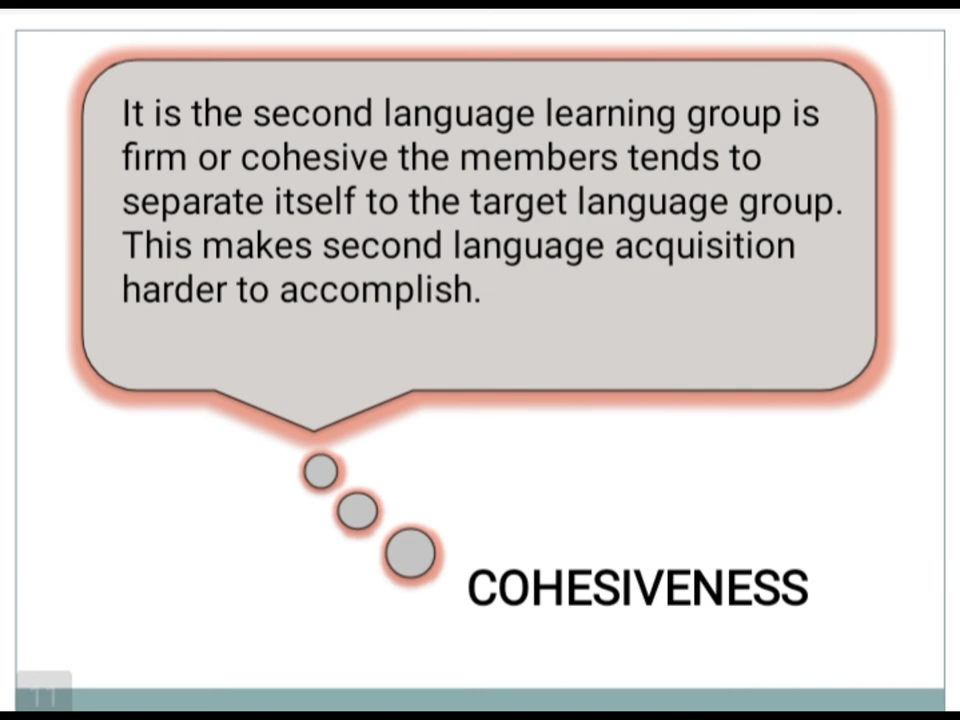 It is the second language learning group is
firm or cohesive the members tends to
separate itself to the target language group.
This makes second language acquisition
harder to accomplish.
COHESIVENESS
11